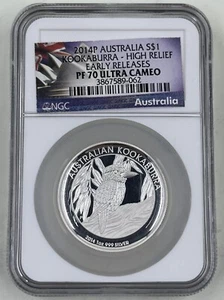 2014P AUSTRALIA S$1
KOOKABURRA - HIGH RELIEF
EARLY RELEASES
PF 70 ULTRA CAMEO
3867589-062
NGC
Australia
AUSTRALIAN KOOKABURRA
2014 1oz 999 SILVER